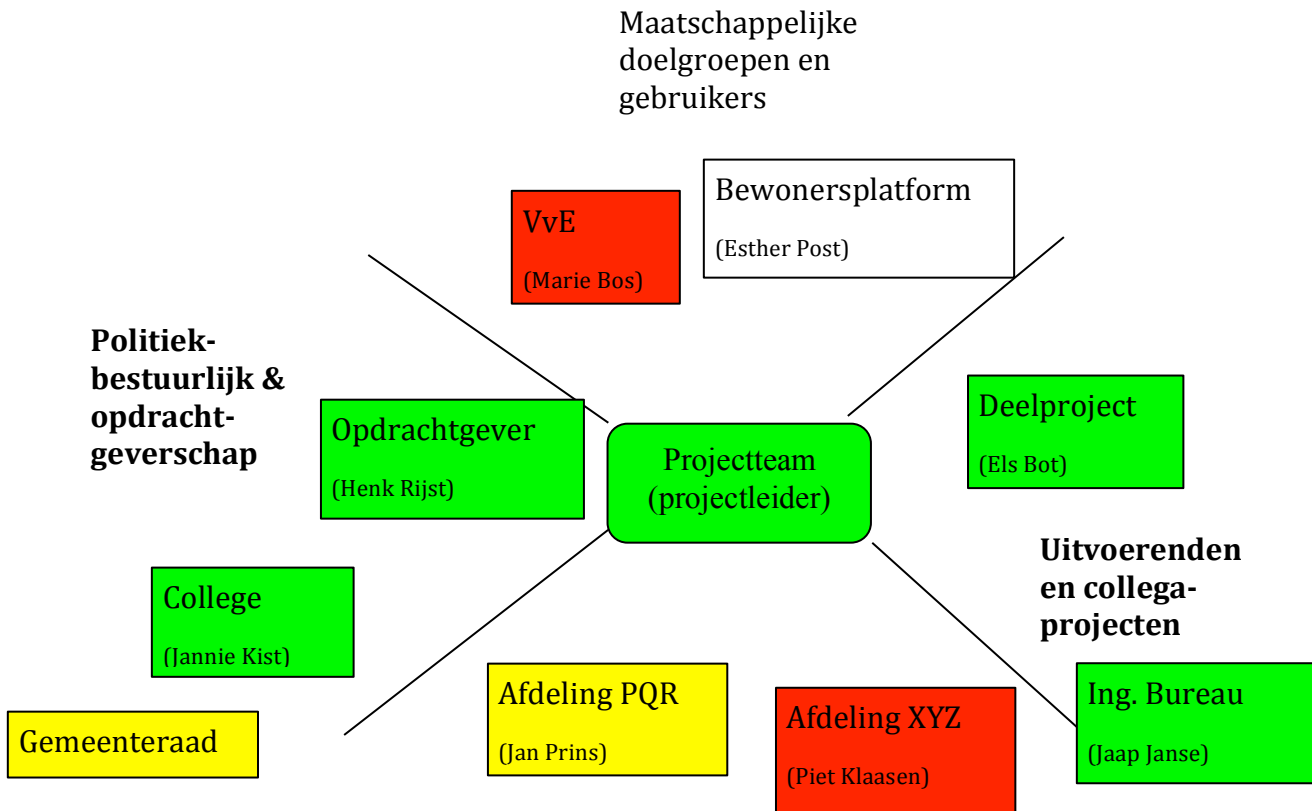 Maatschappelijke
doelgroepen en
gebruikers
VvE
(Marie Bos)
Bewonersplatform
(Esther Post)
Politiek-
bestuurlijk &
opdracht-
geverschap
Opdrachtgever
(Henk Rijst)
Projectteam
(projectleider)
Deelproject
(Els Bot)
Uitvoerenden
en collega-
projecten
College
(Jannie Kist)
Gemeenteraad
Afdeling PQR
(Jan Prins)
Afdeling XYZ
(Piet Klaasen)
Ing. Bureau
(Jaap Janse)